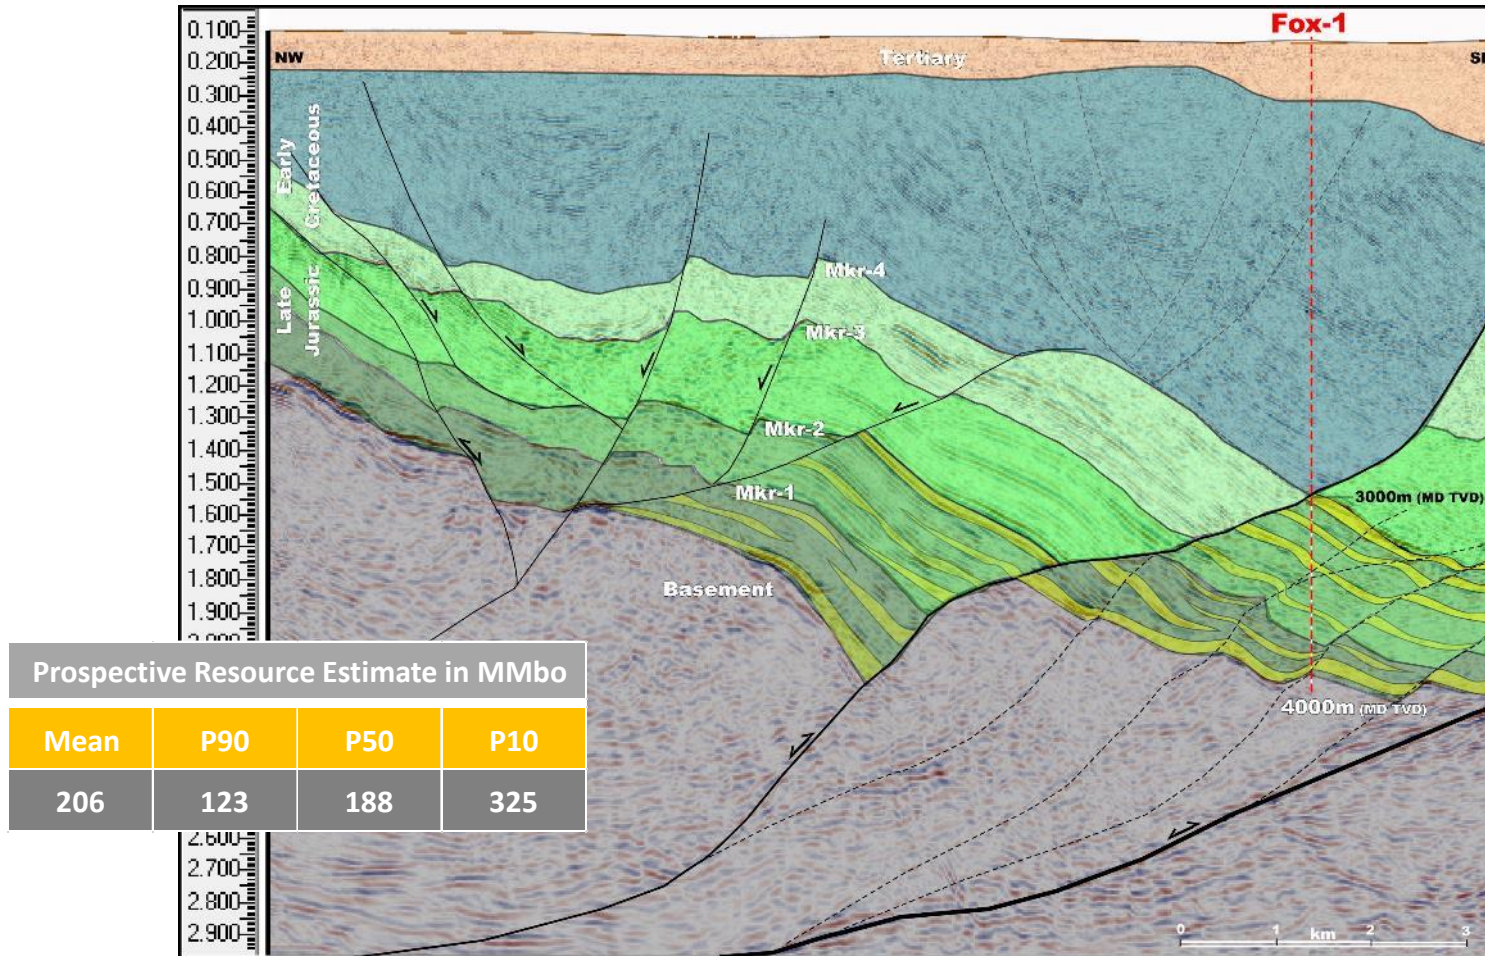 Fox-1
0.100
0.200
0.300
0.400
0.500
0.600
0.700
0.800
0.900
1.000
1.100
1.200
1.300
1.400
1.500
1.600
1.700
1.800
1.900
NW
Tertiary
Early
Cretaceous
Late
Jurassic
Mkr-4
Mkr-3
Mkr-2
Mkr-1
3000m (MD TVD)
Basement
4000m (MD TVD)
Prospective Resource Estimate in MMbo
Mean P90 P50 P10
206 123 188 325
2.600
2.700
2.800
2.900
0 1 2 3
km